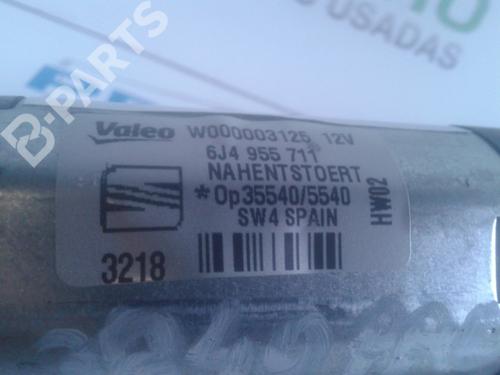 B-PARTS
USADAS
Valeo W000003125 12V
6J4 955 711
NAHENTSTOERT
*Op35540/5540
SW4 SPAIN
HW02
3218